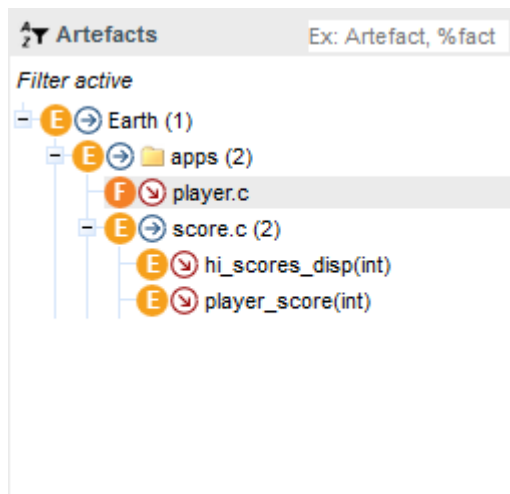 A
Z Artefacts Ex: Artefact, %fact
Filter active
E Earth (1)
E apps (2)
F player.c
E score.c (2)
E hi_scores_disp(int)
E player_score(int)